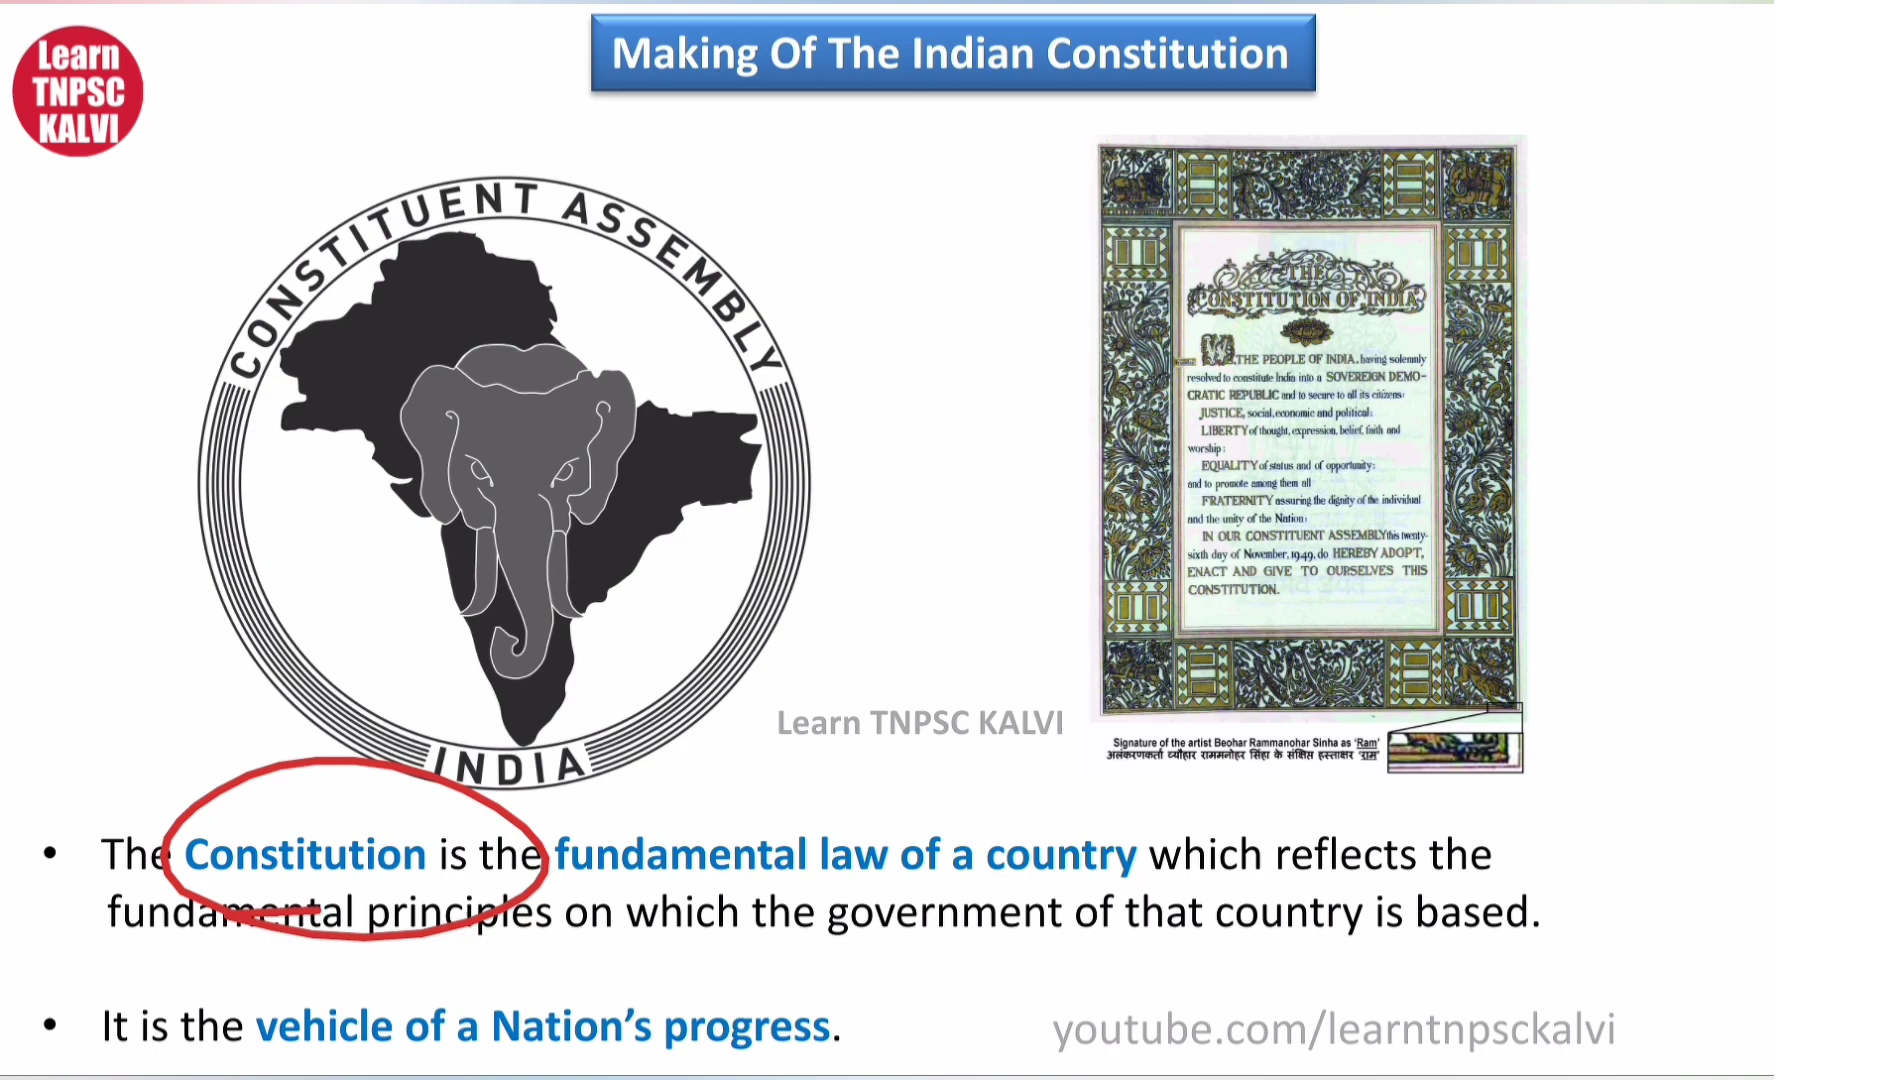 Learn
TNPSC
KALVI
Making Of The Indian Constitution
CONSTITUENT ASSEMBLY
INDIA
THE
CONSTITUTION OF INDIA
WE, THE PEOPLE OF INDIA, having solemnly
resolved to constitute India into a SOVEREIGN DEMO-
CRATIC REPUBLIC and to secure to all its citizens:
JUSTICE, social, economic and political;
LIBERTY of thought, expression, belief, faith and
worship;
EQUALITY of status and of opportunity;
and to promote among them all
FRATERNITY assuring the dignity of the individual
and the unity of the Nation;
IN OUR CONSTITUENT ASSEMBLY this twenty-
sixth day of November, 1949, do HEREBY ADOPT,
ENACT AND GIVE TO OURSELVES THIS
CONSTITUTION.
Learn TNPSC KALVI
Signature of the artist Beohar Rammanohar Sinha as 'Ram'
अलंकरणकर्ता व्यौहार राममनोहर सिंहा के संक्षिप्त हस्ताक्षर 'राम'
• The Constitution is the fundamental law of a country which reflects the
fundamental principles on which the government of that country is based.
• It is the vehicle of a Nation's progress.
youtube.com/learntnpsckalvi